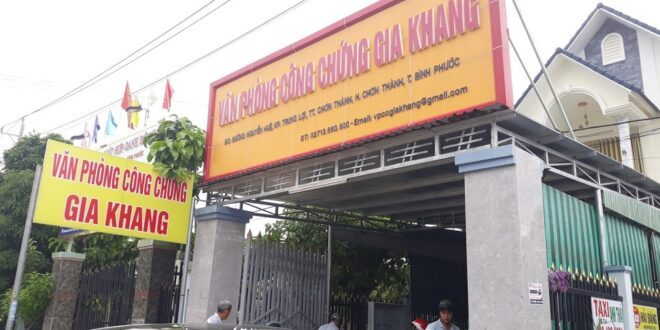 VĂN PHÒNG CÔNG CHỨNG GIA KHANG
ĐC: ĐƯỜNG NGUYỄN HUỆ, KP. TRUNG LỢI, TT. CHƠN THÀNH, H. CHƠN THÀNH, T. BÌNH PHƯỚC
ĐT: 02713.660.600 - Email: vpccgiakhang@gmail.com
VĂN PHÒNG CÔNG CHỨNG
GIA KHANG
TAXI